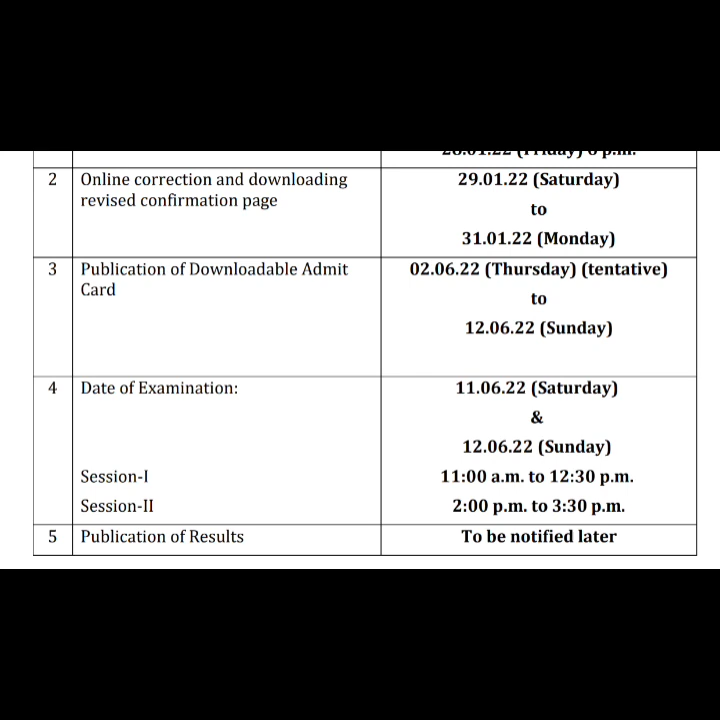 2 Online correction and downloading revised confirmation page
29.01.22 (Saturday)
to
31.01.22 (Monday)
3 Publication of Downloadable Admit Card
02.06.22 (Thursday) (tentative)
to
12.06.22 (Sunday)
4 Date of Examination:
11.06.22 (Saturday)
&
12.06.22 (Sunday)
Session-I 11:00 a.m. to 12:30 p.m.
Session-II 2:00 p.m. to 3:30 p.m.
5 Publication of Results To be notified later